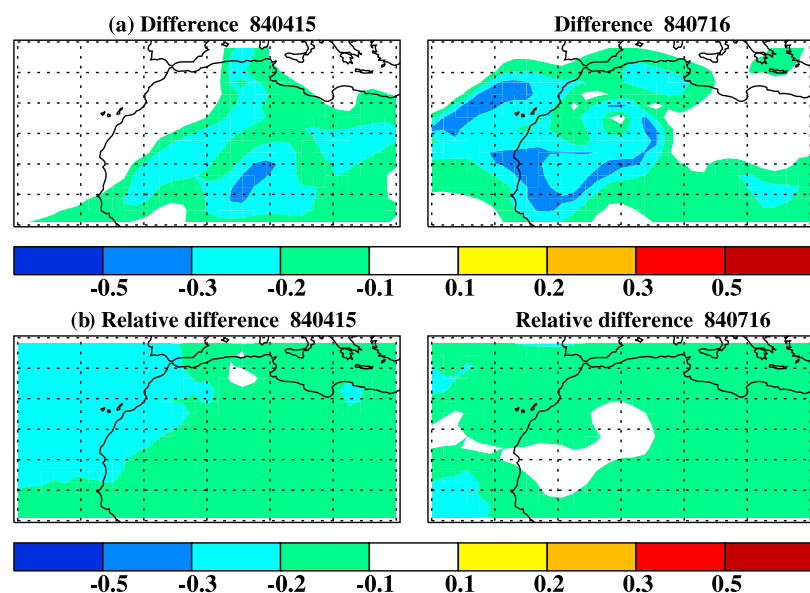 (a) Difference 840415
Difference 840716
-0.5 -0.3 -0.2 -0.1 0.1 0.2 0.3 0.5
(b) Relative difference 840415
Relative difference 840716
-0.5 -0.3 -0.2 -0.1 0.1 0.2 0.3 0.5